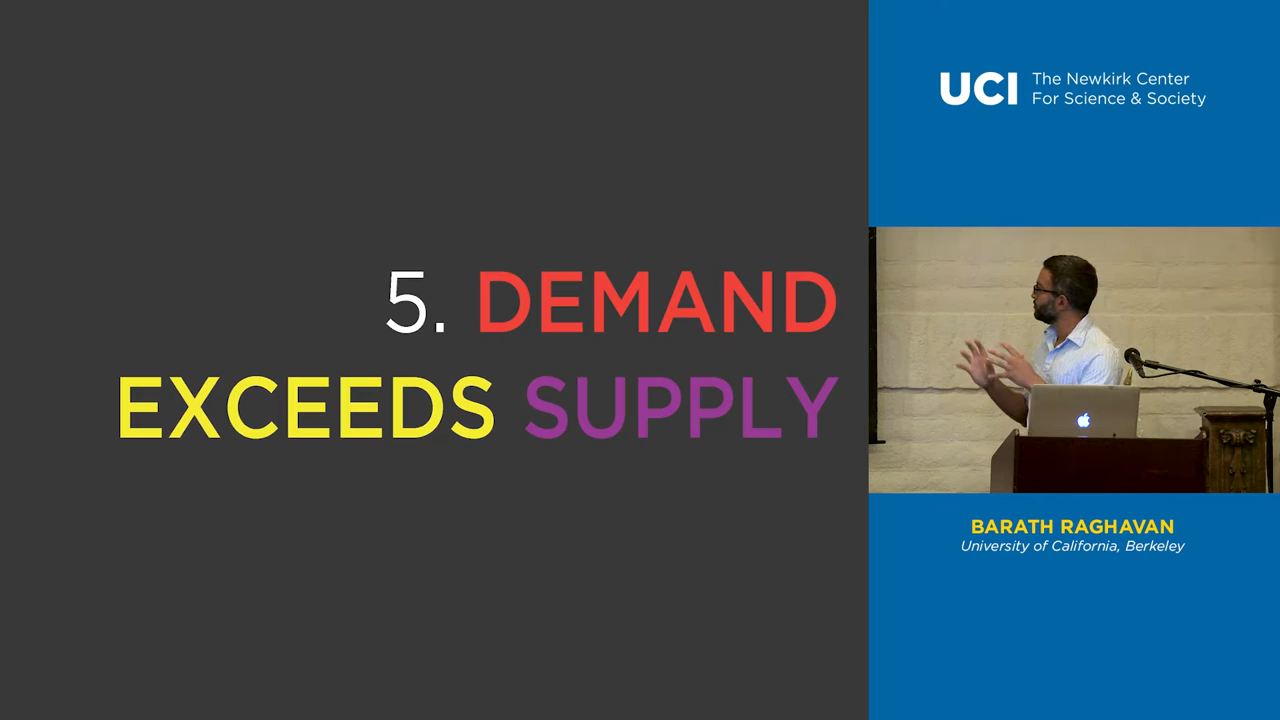 5. DEMAND
EXCEEDS SUPPLY
UCI The Newkirk Center
For Science & Society
BARATH RAGHAVAN
University of California, Berkeley